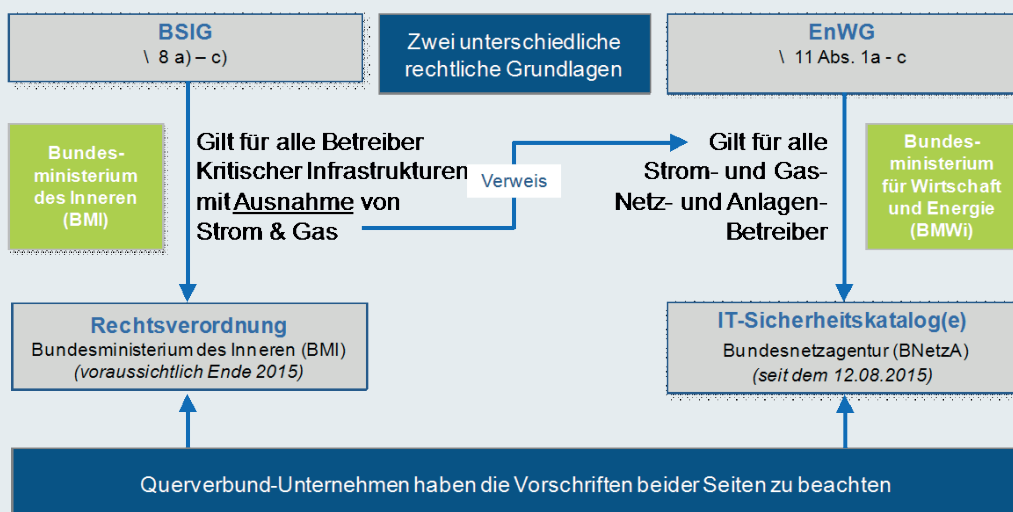 BSIG
\ 8 a) – c)
Zwei unterschiedliche
rechtliche Grundlagen
EnWG
\ 11 Abs. 1a - c
Bundes-
ministerium
des Inneren
(BMI)
Gilt für alle Betreiber
Kritischer Infrastrukturen
mit Ausnahme von
Strom & Gas
Verweis
Gilt für alle
Strom- und Gas-
Netz- und Anlagen-
Betreiber
Bundes-
ministerium
für Wirtschaft
und Energie
(BMWi)
Rechtsverordnung
Bundesministerium des Inneren (BMI)
(voraussichtlich Ende 2015)
IT-Sicherheitskatalog(e)
Bundesnetzagentur (BNetzA)
(seit dem 12.08.2015)
Querverbund-Unternehmen haben die Vorschriften beider Seiten zu beachten